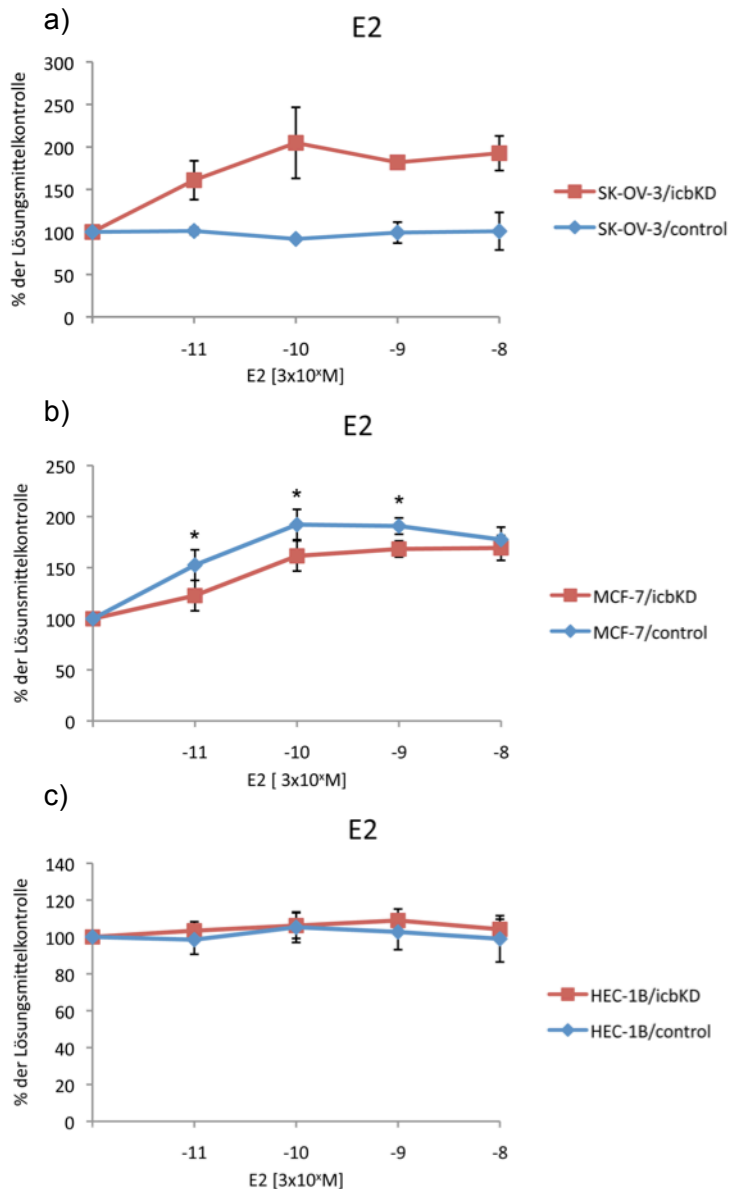 a)
E2
300
250
200
150
100
50
0
% der Lösungsmittelkontrolle
-11 -10 -9 -8
E2 [3x10ˣM]
SK-OV-3/icbKD
SK-OV-3/control
b)
E2
250
200
150
100
50
0
% der Lösunsmittelkontrolle
* * *
-11 -10 -9 -8
E2 [ 3x10ˣM]
MCF-7/icbKD
MCF-7/control
c)
E2
140
120
100
80
60
40
20
0
% der Lösungsmittelkontrolle
-11 -10 -9 -8
E2 [3x10ˣM]
HEC-1B/icbKD
HEC-1B/control